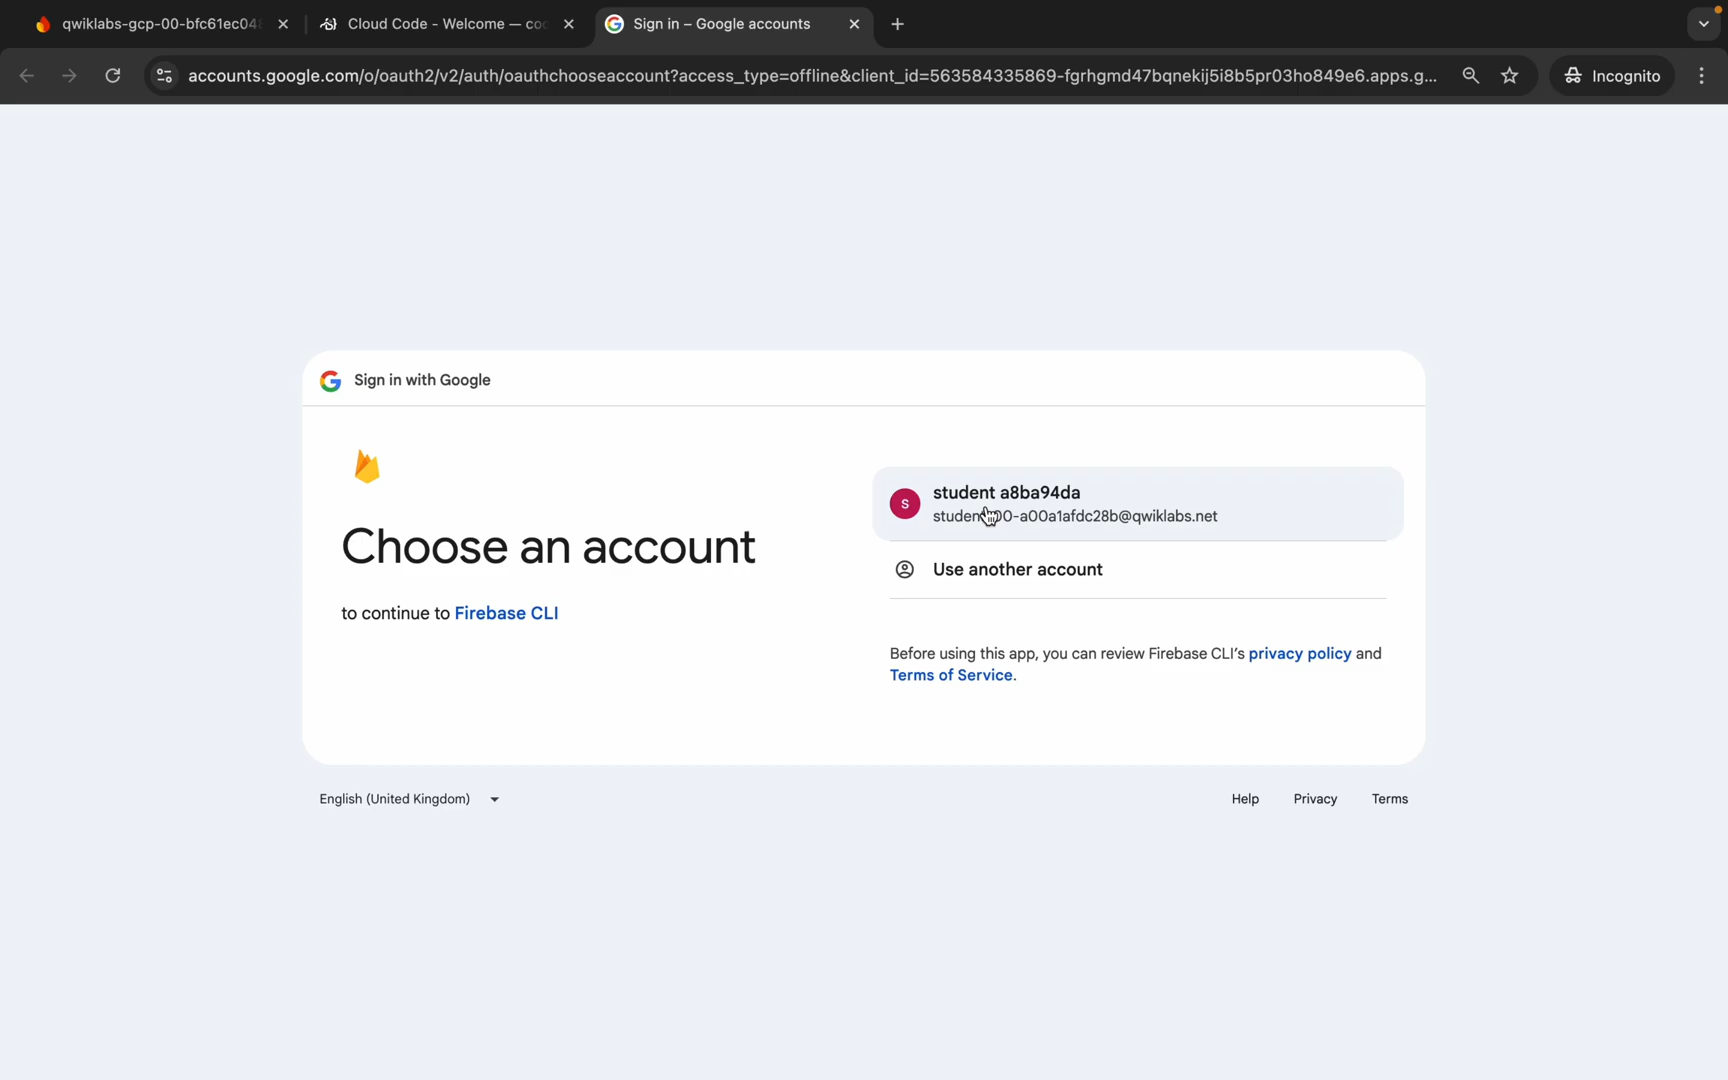 qwiklabs-gcp-00-bfc61ec04
Cloud Code - Welcome — co
Sign in – Google accounts
accounts.google.com/o/oauth2/v2/auth/oauthchooseaccount?access_type=offline&client_id=563584335869-fgrhgmd47bqnekij5i8b5pr03ho849e6.apps.g...
Incognito
Sign in with Google
S
student a8ba94da
student-00-a00a1afdc28b@qwiklabs.net
Choose an account
Use another account
to continue to Firebase CLI
Before using this app, you can review Firebase CLI's privacy policy and
Terms of Service.
English (United Kingdom)
Help
Privacy
Terms